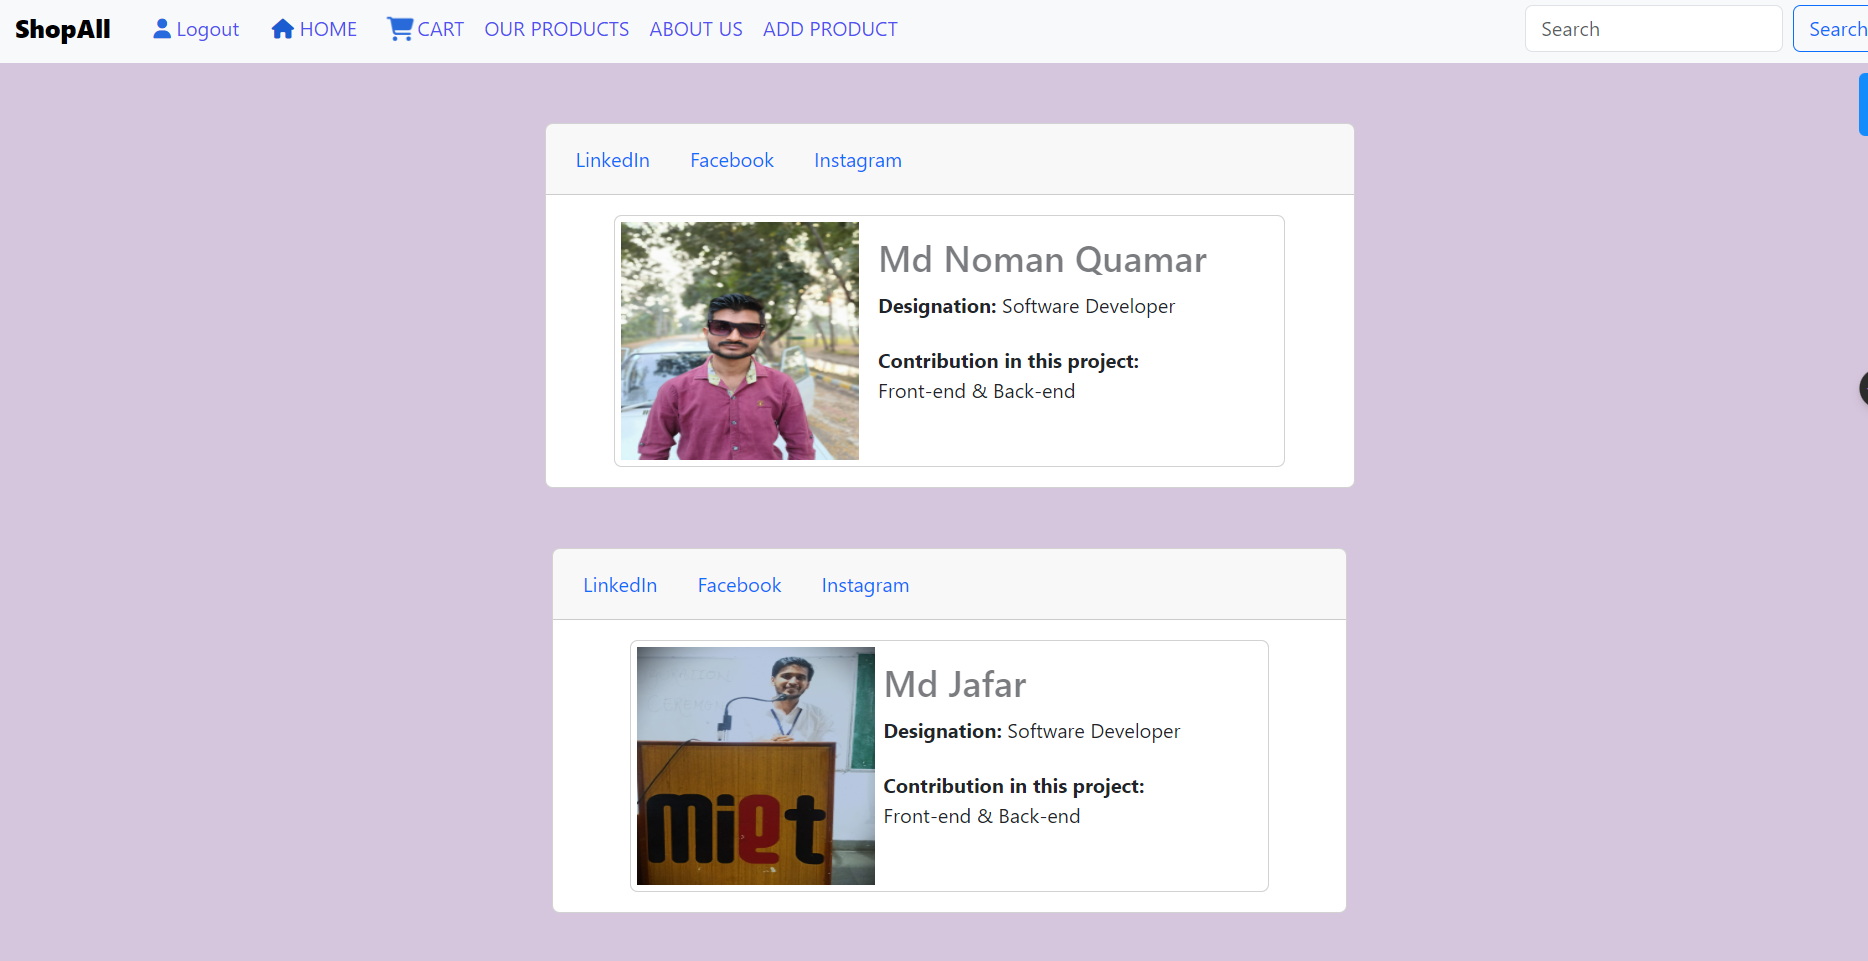 ShopAll Logout HOME CART OUR PRODUCTS ABOUT US ADD PRODUCT Search Search
LinkedIn Facebook Instagram
Md Noman Quamar
Designation: Software Developer
Contribution in this project:
Front-end & Back-end
LinkedIn Facebook Instagram
Md Jafar
Designation: Software Developer
Contribution in this project:
Front-end & Back-end
miet